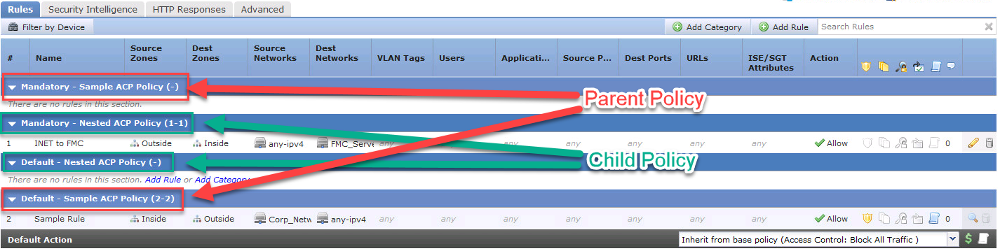 Rules Security Intelligence HTTP Responses Advanced
Filter by Device Add Category Add Rule Search Rules
# Name Source Zones Dest Zones Source Networks Dest Networks VLAN Tags Users Applicati... Source P... Dest Ports URLs ISE/SGT Attributes Action
Mandatory - Sample ACP Policy (-)
There are no rules in this section.
Parent Policy
Mandatory - Nested ACP Policy (1-1)
1 INET to FMC Outside Inside any-ipv4 FMC_Serve any any any any any any any Allow 0
Default - Nested ACP Policy (-)
Child Policy
There are no rules in this section. Add Rule or Add Category
Default - Sample ACP Policy (2-2)
2 Sample Rule Inside Outside Corp_Netw any-ipv4 any any any any any any any Allow 0
Default Action Inherit from base policy (Access Control: Block All Traffic ) $